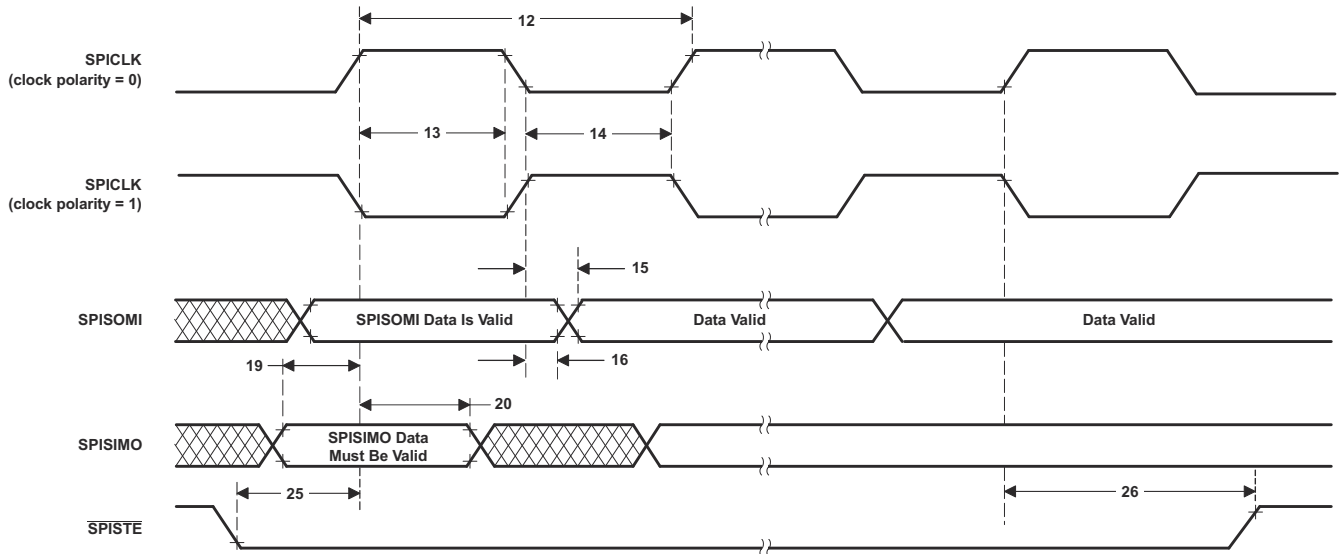 12
SPICLK
(clock polarity = 0)
13
14
SPICLK
(clock polarity = 1)
15
SPISOMI
SPISOMI Data Is Valid
Data Valid
Data Valid
19
16
20
SPISIMO
SPISIMO Data
Must Be Valid
25
26
SPISTE